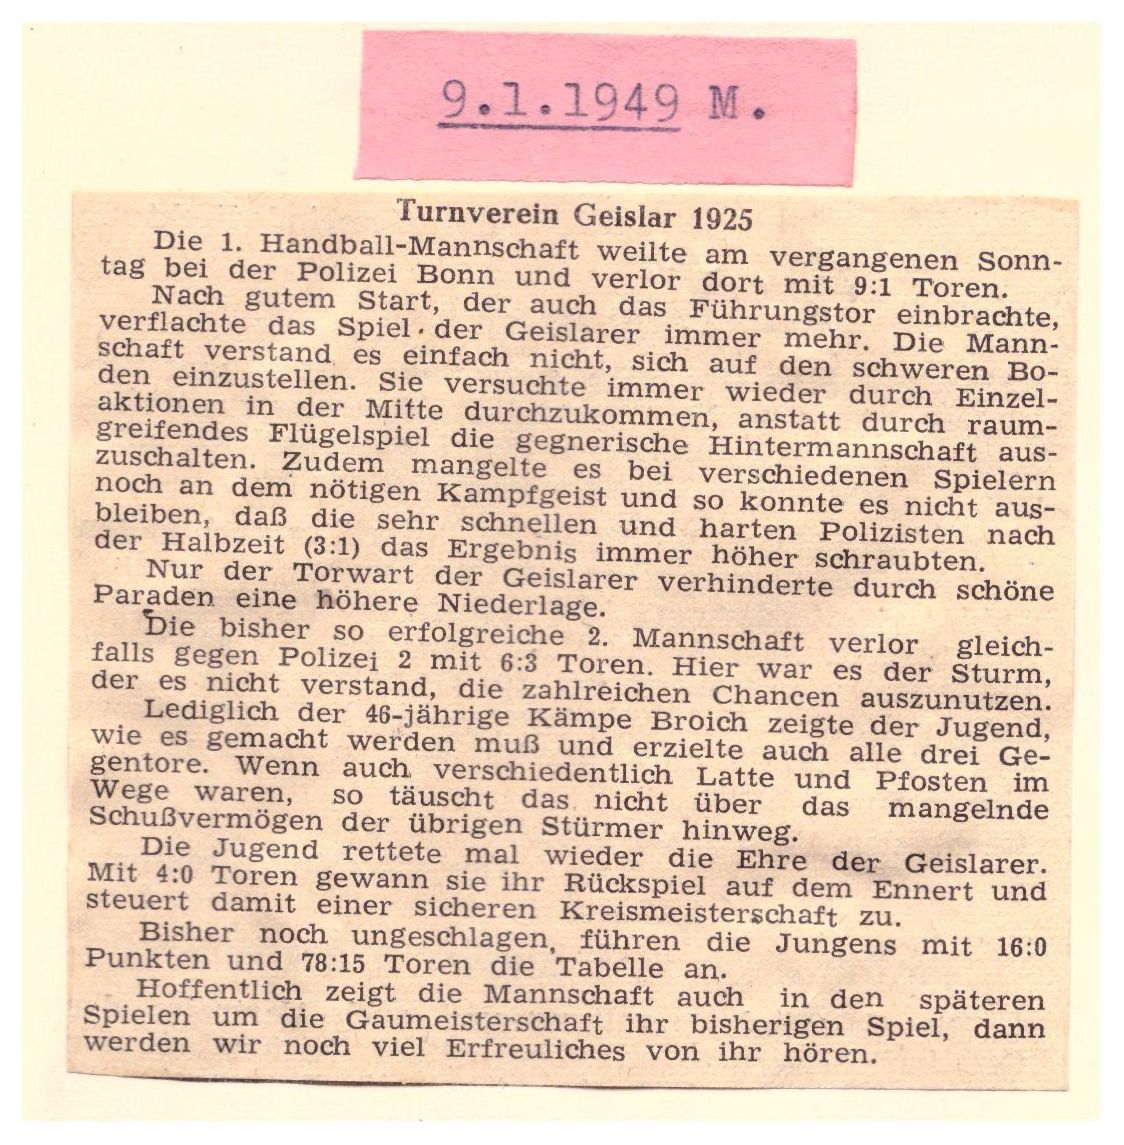 9.1.1949 M.
Turnverein Geislar 1925
Die 1. Handball-Mannschaft weilte am vergangenen Sonn-
tag bei der Polizei Bonn und verlor dort mit 9:1 Toren.
Nach gutem Start, der auch das Führungstor einbrachte,
verflachte das Spiel der Geislarer immer mehr. Die Mann-
schaft verstand es einfach nicht, sich auf den schweren Bo-
den einzustellen. Sie versuchte immer wieder durch Einzel-
aktionen in der Mitte durchzukommen, anstatt durch raum-
greifendes Flügelspiel die gegnerische Hintermannschaft aus-
zuschalten. Zudem mangelte es bei verschiedenen Spielern
noch an dem nötigen Kampfgeist und so konnte es nicht aus-
bleiben, daß die sehr schnellen und harten Polizisten nach
der Halbzeit (3:1) das Ergebnis immer höher schraubten.
Nur der Torwart der Geislarer verhinderte durch schöne
Paraden eine höhere Niederlage.
Die bisher so erfolgreiche 2. Mannschaft verlor gleich-
falls gegen Polizei 2 mit 6:3 Toren. Hier war es der Sturm,
der es nicht verstand, die zahlreichen Chancen auszunutzen.
Lediglich der 46-jährige Kämpe Broich zeigte der Jugend,
wie es gemacht werden muß und erzielte auch alle drei Ge-
gentore. Wenn auch verschiedentlich Latte und Pfosten im
Wege waren, so täuscht das nicht über das mangelnde
Schußvermögen der übrigen Stürmer hinweg.
Die Jugend rettete mal wieder die Ehre der Geislarer.
Mit 4:0 Toren gewann sie ihr Rückspiel auf dem Ennert und
steuert damit einer sicheren Kreismeisterschaft zu.
Bisher noch ungeschlagen, führen die Jungens mit 16:0
Punkten und 78:15 Toren die Tabelle an.
Hoffentlich zeigt die Mannschaft auch in den späteren
Spielen um die Gaumeisterschaft ihr bisherigen Spiel, dann
werden wir noch viel Erfreuliches von ihr hören.